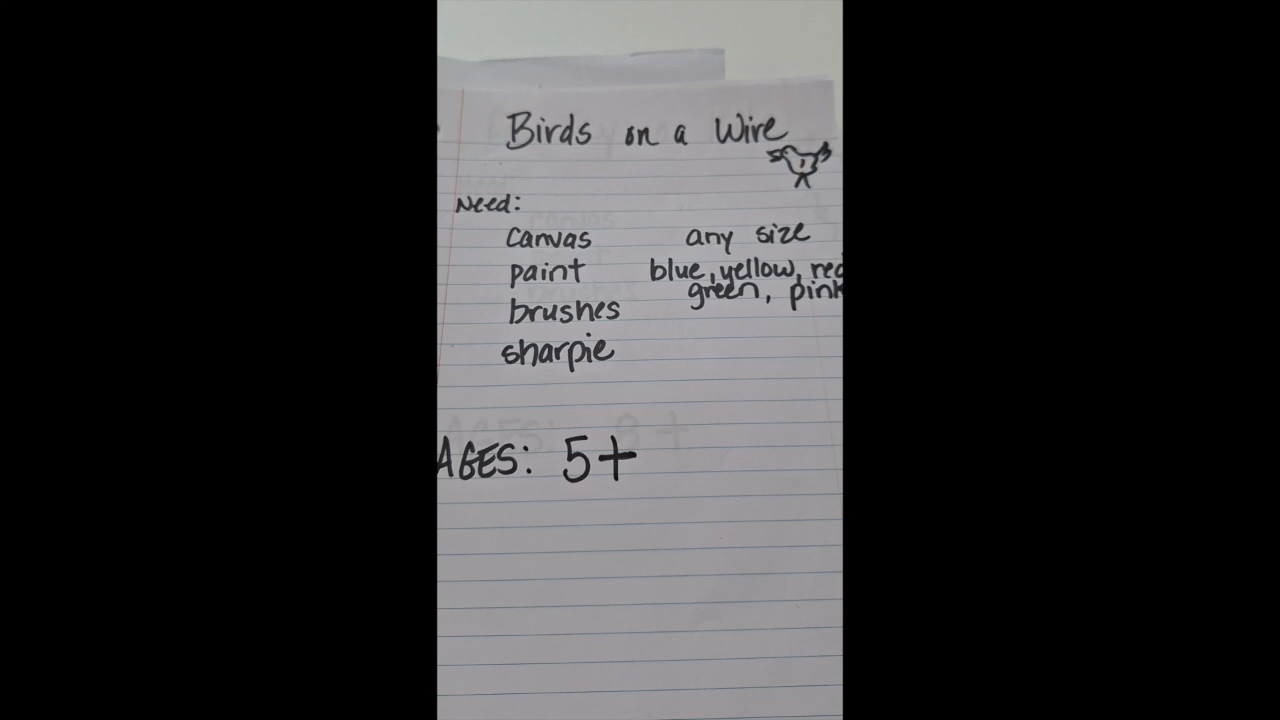 Birds on a Wire
Need:
canvas any size
paint blue, yellow, red
green, pink
brushes
sharpie
AGES: 5+